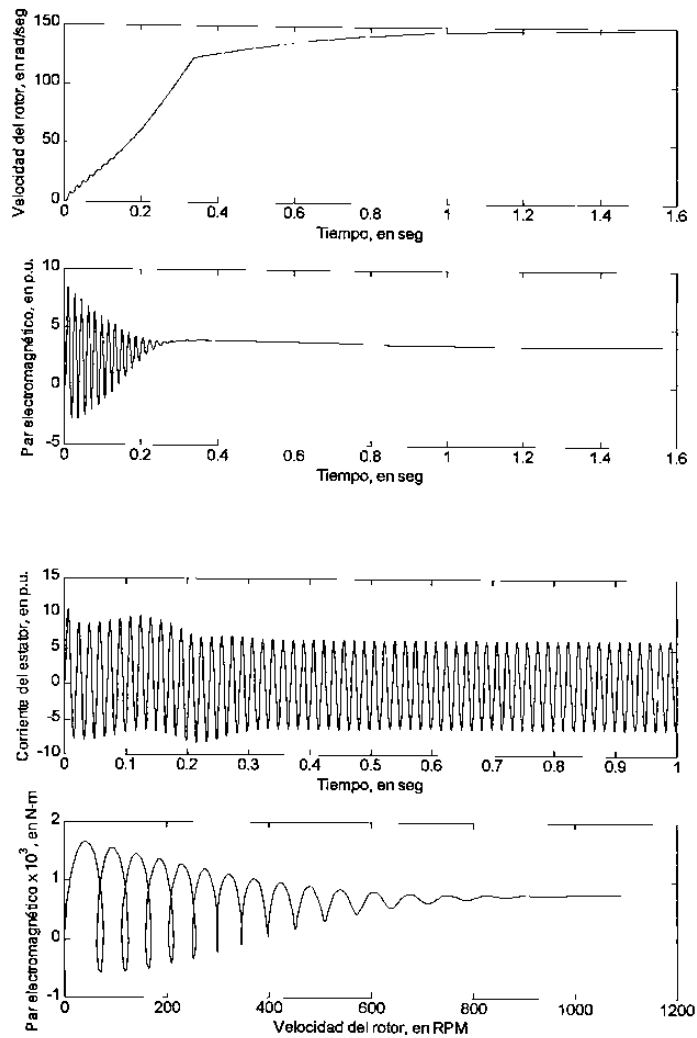 Velocidad del rotor, en rad/seg
150
100
50
0
0 0.2 0.4 0.6 0.8 1 1.2 1.4 1.6
Tiempo, en seg
Par electromagnético, en p.u.
10
5
0
-5
0 0.2 0.4 0.6 0.8 1 1.2 1.4 1.6
Tiempo, en seg
Corriente del estator, en p.u.
15
10
5
0
-5
-10
0 0.1 0.2 0.3 0.4 0.5 0.6 0.7 0.8 0.9 1
Tiempo, en seg
Par electromagnético x 10³, en N-m
2
1
0
-1
0 200 400 600 800 1000 1200
Velocidad del rotor, en RPM